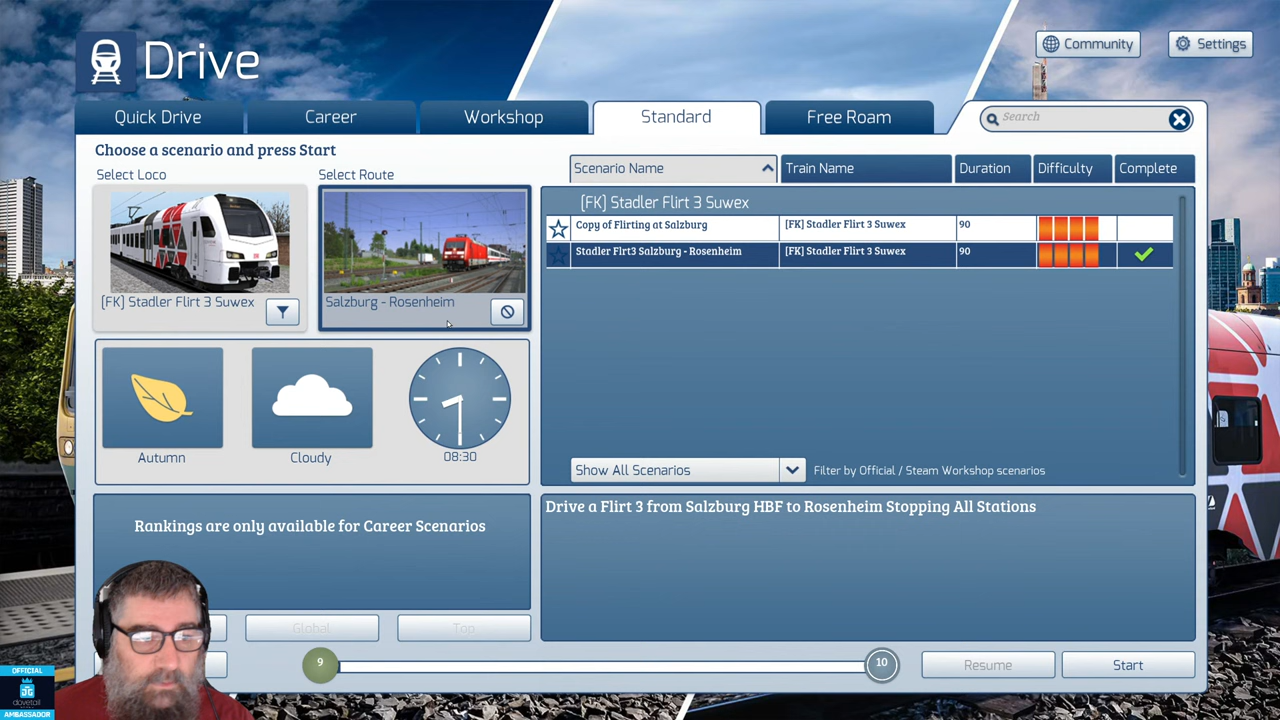 Drive
Community
Settings
Quick Drive
Career
Workshop
Standard
Free Roam
Search
Choose a scenario and press Start
Select Loco
Select Route
[FK] Stadler Flirt 3 Suwex
Salzburg - Rosenheim
Autumn
Cloudy
08:30
Rankings are only available for Career Scenarios
Global
Top
Scenario Name
Train Name
Duration
Difficulty
Complete
[FK] Stadler Flirt 3 Suwex
Copy of Flirting at Salzburg
[FK] Stadler Flirt 3 Suwex
90
Stadler Flrt3 Salzburg - Rosenheim
[FK] Stadler Flirt 3 Suwex
90
Show All Scenarios
Filter by Official / Steam Workshop scenarios
Drive a Flirt 3 from Salzburg HBF to Rosenheim Stopping All Stations
9
10
Resume
Start
OFFICIAL
dovetail
AMBASSADOR